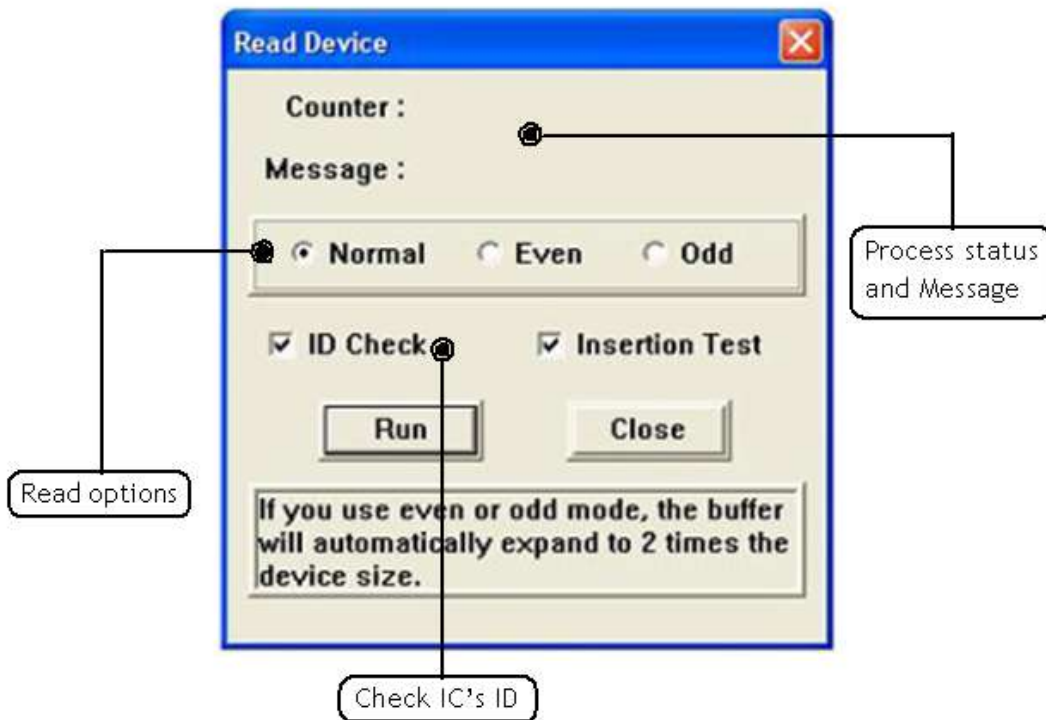 Read Device
Counter :
Message :
Normal Even Odd
Process status
and Message
ID Check Insertion Test
Run Close
Read options
If you use even or odd mode, the buffer
will automatically expand to 2 times the
device size.
Check IC's ID